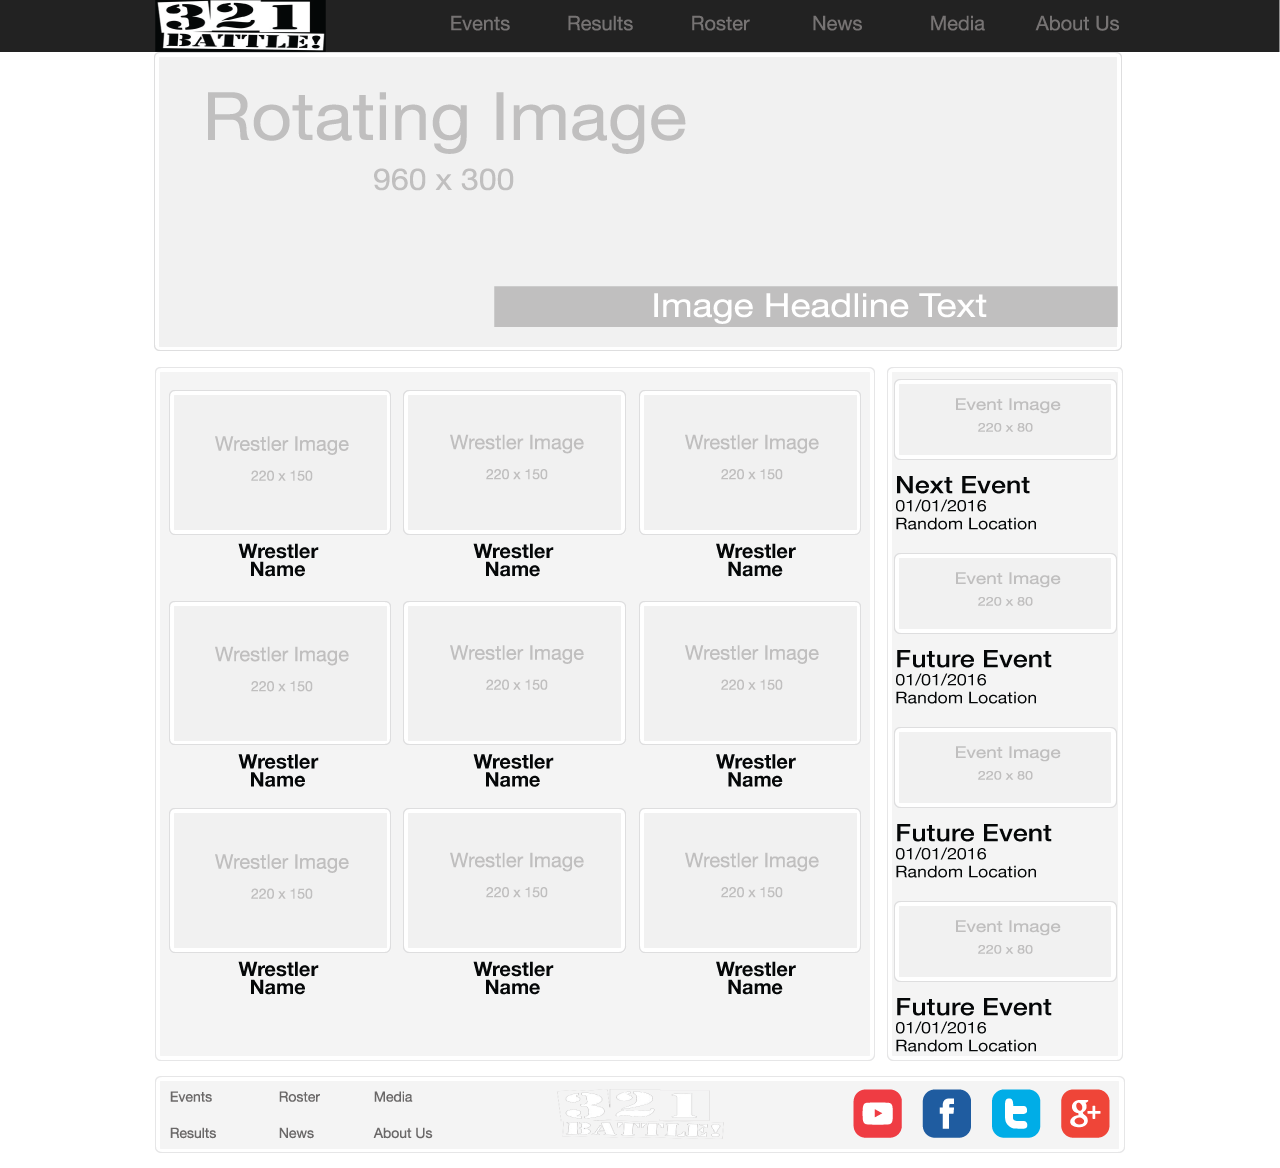 321
BATTLE!
Events Results Roster News Media About Us
Rotating Image
960 x 300
Image Headline Text
Wrestler Image Wrestler Image Wrestler Image
220 x 150 220 x 150 220 x 150
Wrestler Wrestler Wrestler
Name Name Name
Wrestler Image Wrestler Image Wrestler Image
220 x 150 220 x 150 220 x 150
Wrestler Wrestler Wrestler
Name Name Name
Wrestler Image Wrestler Image Wrestler Image
220 x 150 220 x 150 220 x 150
Wrestler Wrestler Wrestler
Name Name Name
Event Image
220 x 80
Next Event
01/01/2016
Random Location
Event Image
220 x 80
Future Event
01/01/2016
Random Location
Event Image
220 x 80
Future Event
01/01/2016
Random Location
Event Image
220 x 80
Future Event
01/01/2016
Random Location
Events Roster Media
Results News About Us
321
BATTLE!
f t g+